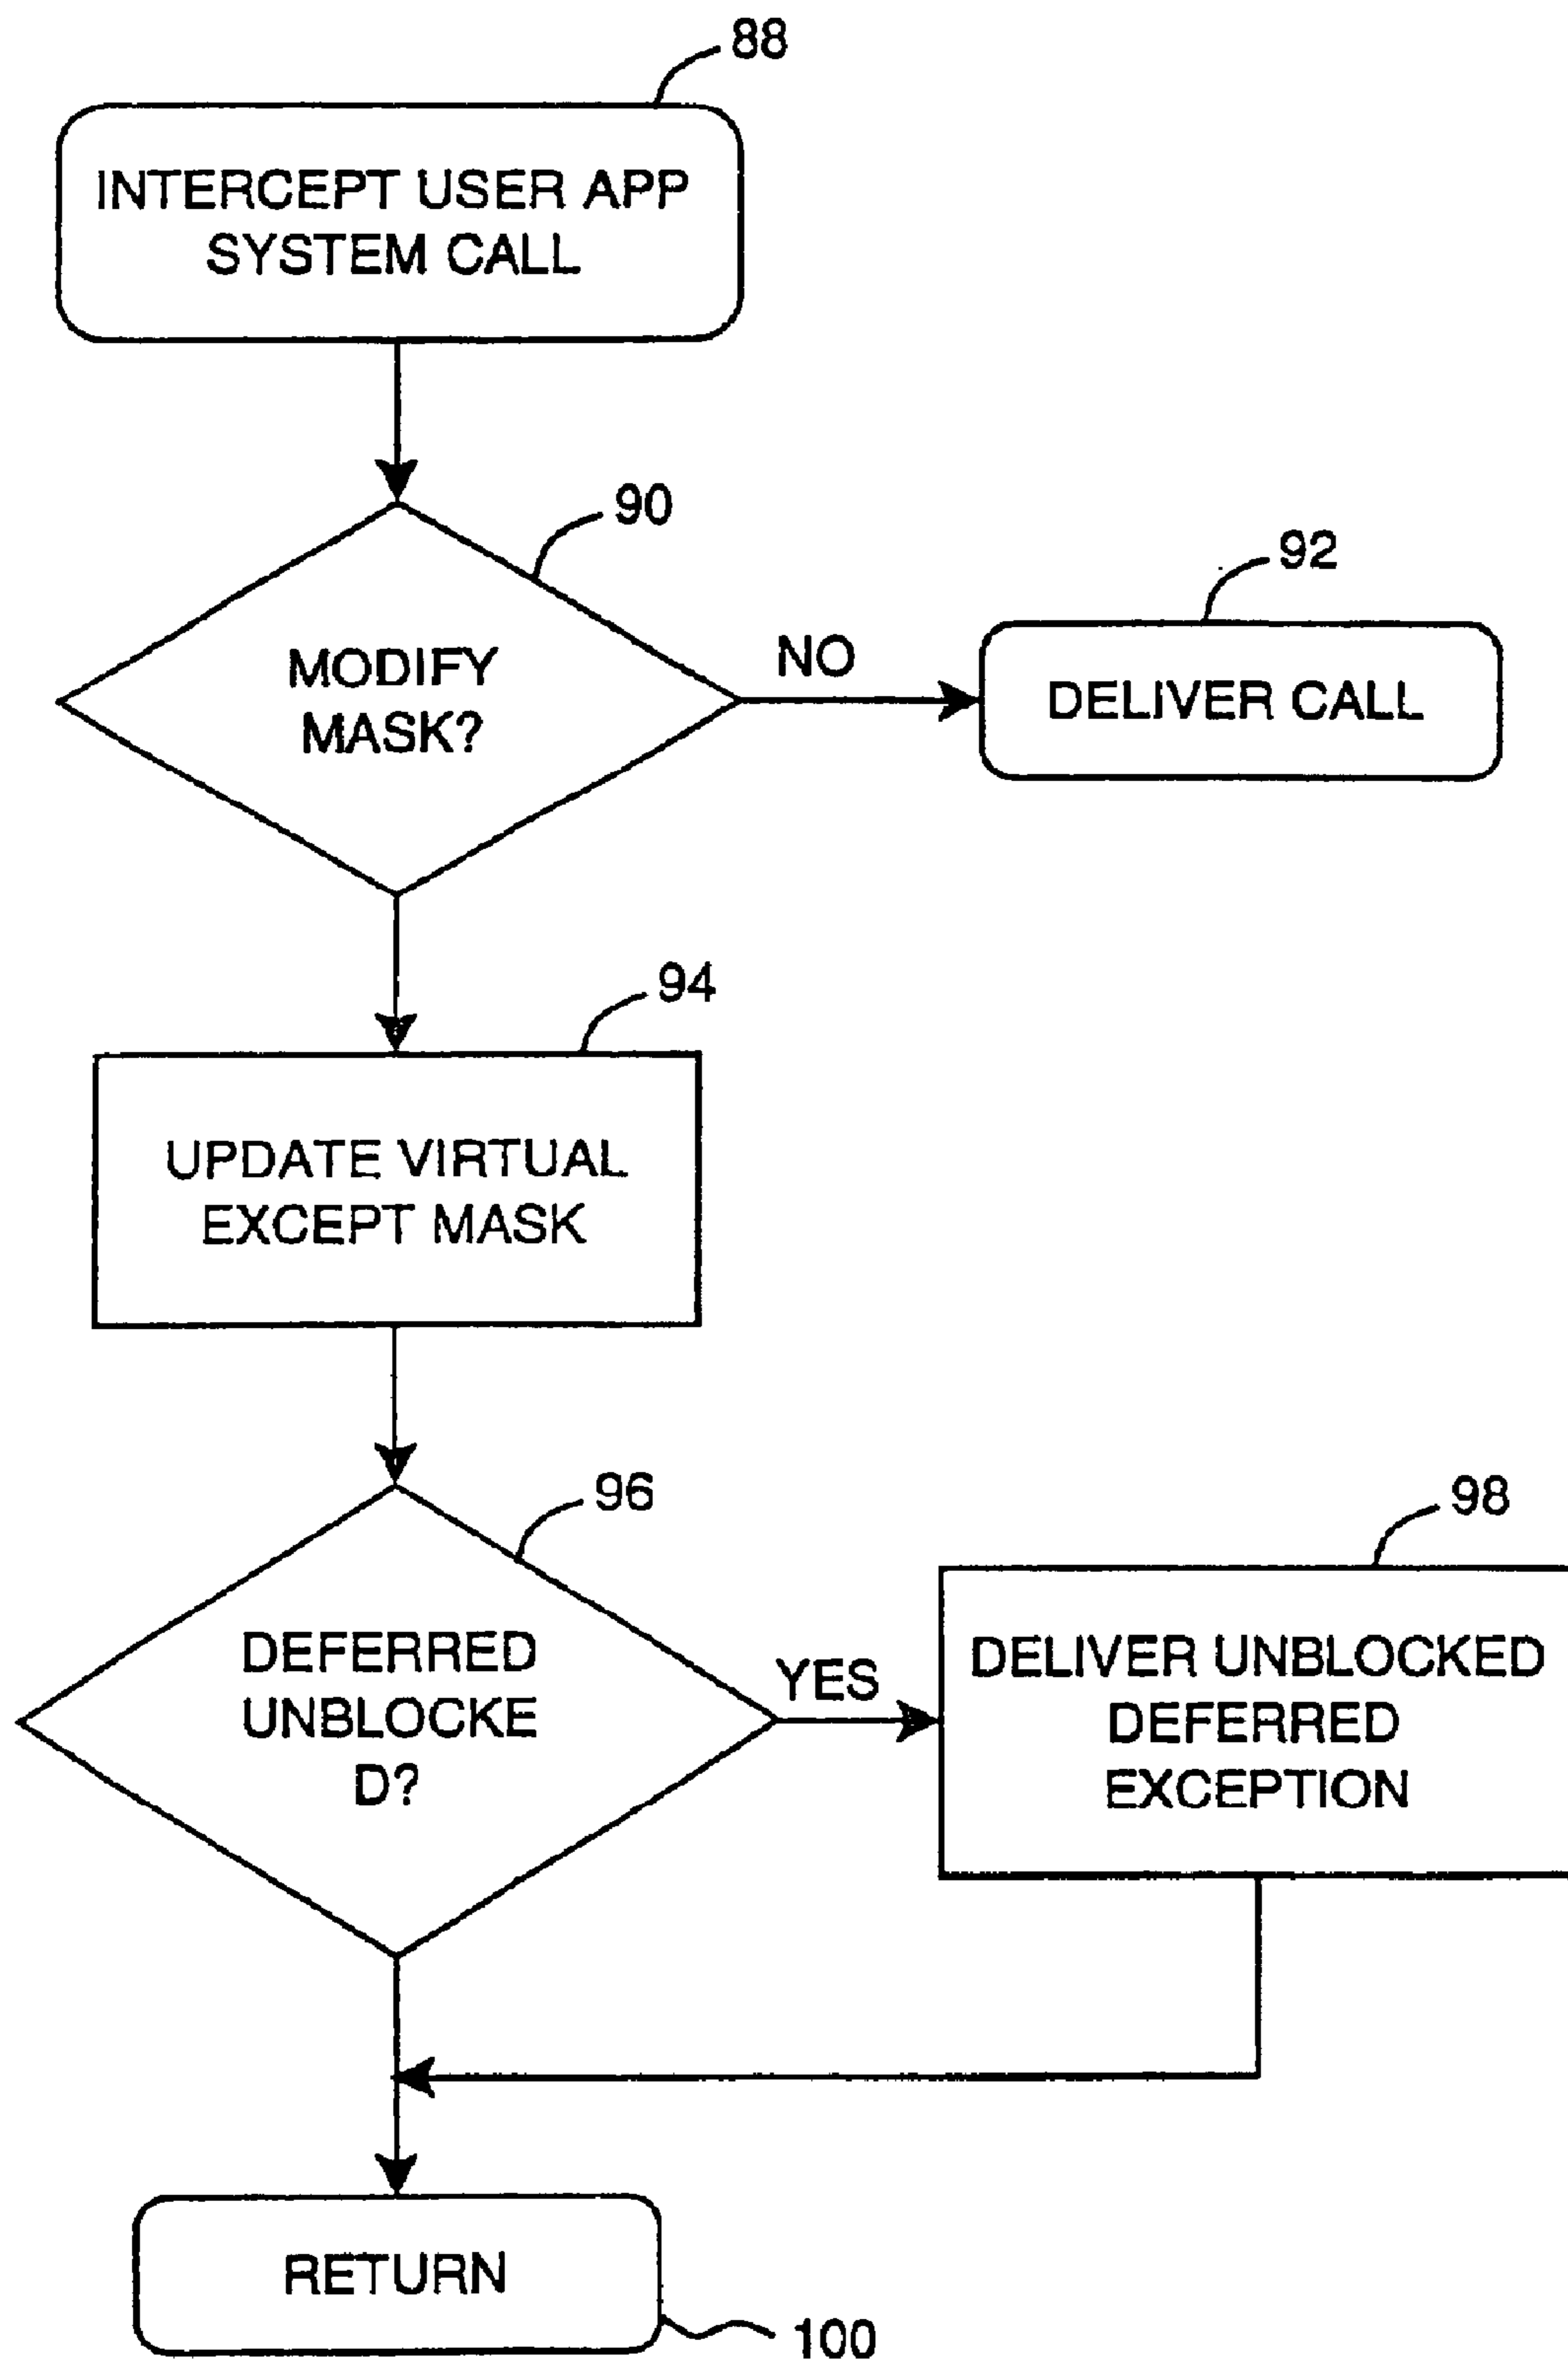 88
INTERCEPT USER APP
SYSTEM CALL
90
MODIFY
MASK?
NO
92
DELIVER CALL
94
UPDATE VIRTUAL
EXCEPT MASK
96
DEFERRED
UNBLOCKE
D?
YES
98
DELIVER UNBLOCKED
DEFERRED
EXCEPTION
RETURN
100